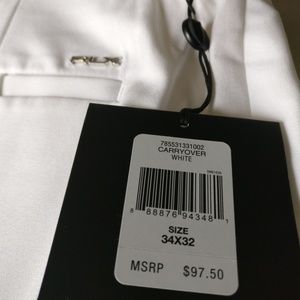 785531331002
CARRYOVER
WHITE
8 88876 94348 1
SIZE
34X32
MSRP $97.50